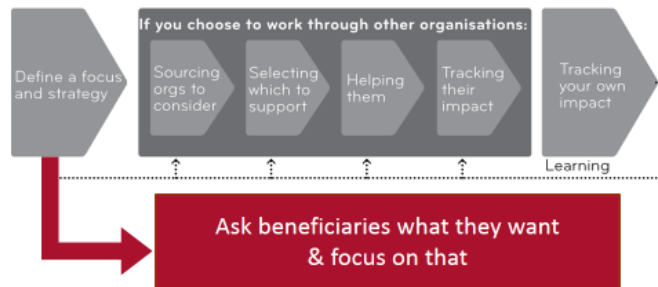 If you choose to work through other organisations:
Define a focus
and strategy
Sourcing
orgs to
consider
Selecting
which to
support
Helping
them
Tracking
their
impact
Tracking
your own
impact
Learning
Ask beneficiaries what they want
& focus on that